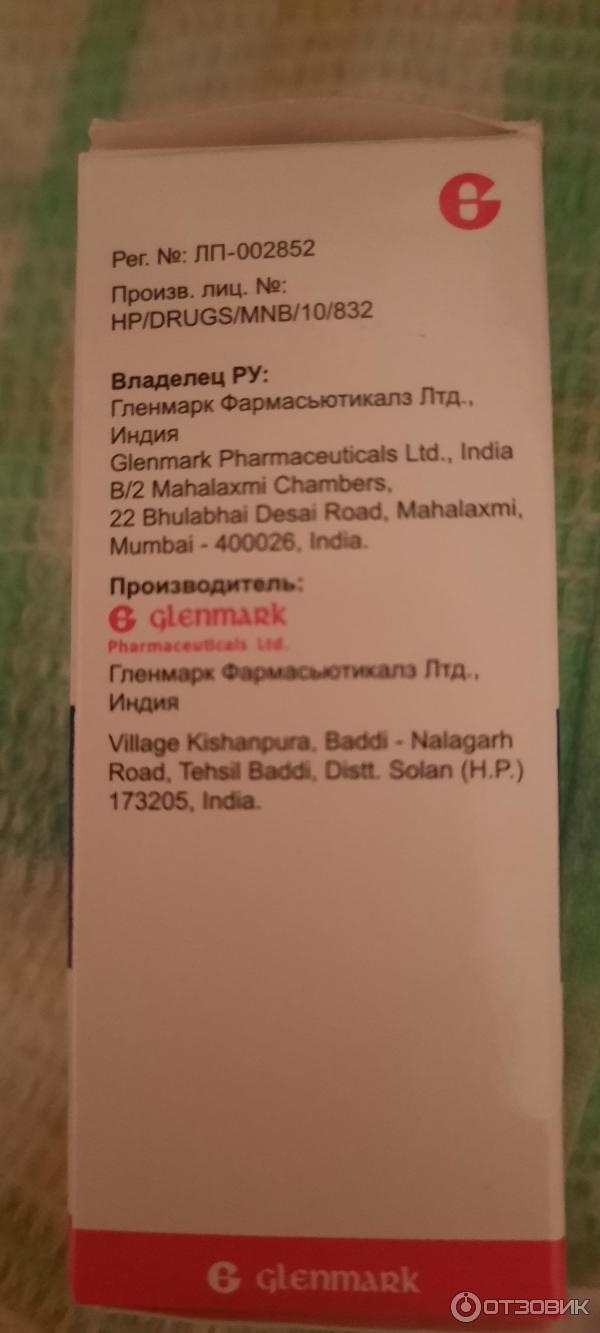 Рег. №: ЛП-002852
Произв. лиц. №:
HP/DRUGS/MNB/10/832
Владелец РУ:
Гленмарк Фармасьютикалз Лтд.,
Индия
Glenmark Pharmaceuticals Ltd., India
B/2 Mahalaxmi Chambers,
22 Bhulabhai Desai Road, Mahalaxmi,
Mumbai - 400026, India.
Производитель:
glenmark
Pharmaceuticals Ltd.
Гленмарк Фармасьютикалз Лтд.,
Индия
Village Kishanpura, Baddi - Nalagarh
Road, Tehsil Baddi, Distt. Solan (H.P.)
173205, India.
glenmark
ОТЗОВИК